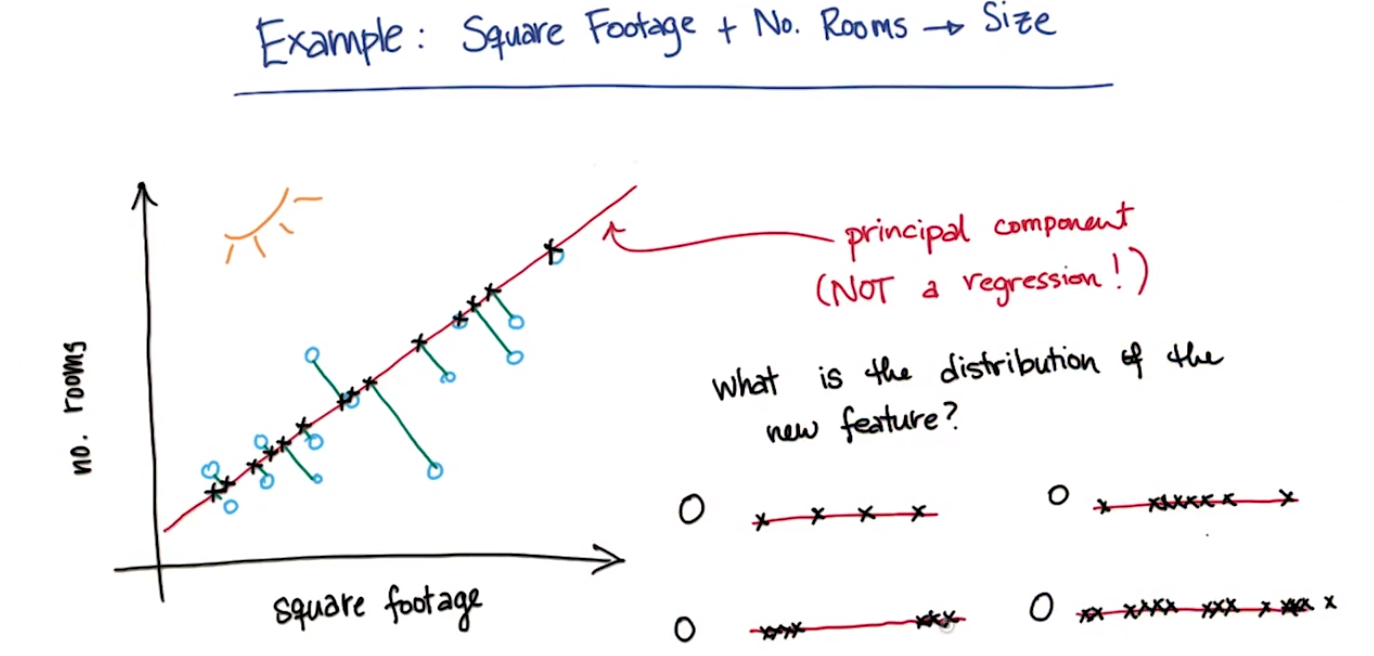 Example: Square Footage + No. Rooms → Size
principal component
(NOT a regression!)
What is the distribution of the
new feature?
no. rooms
square footage